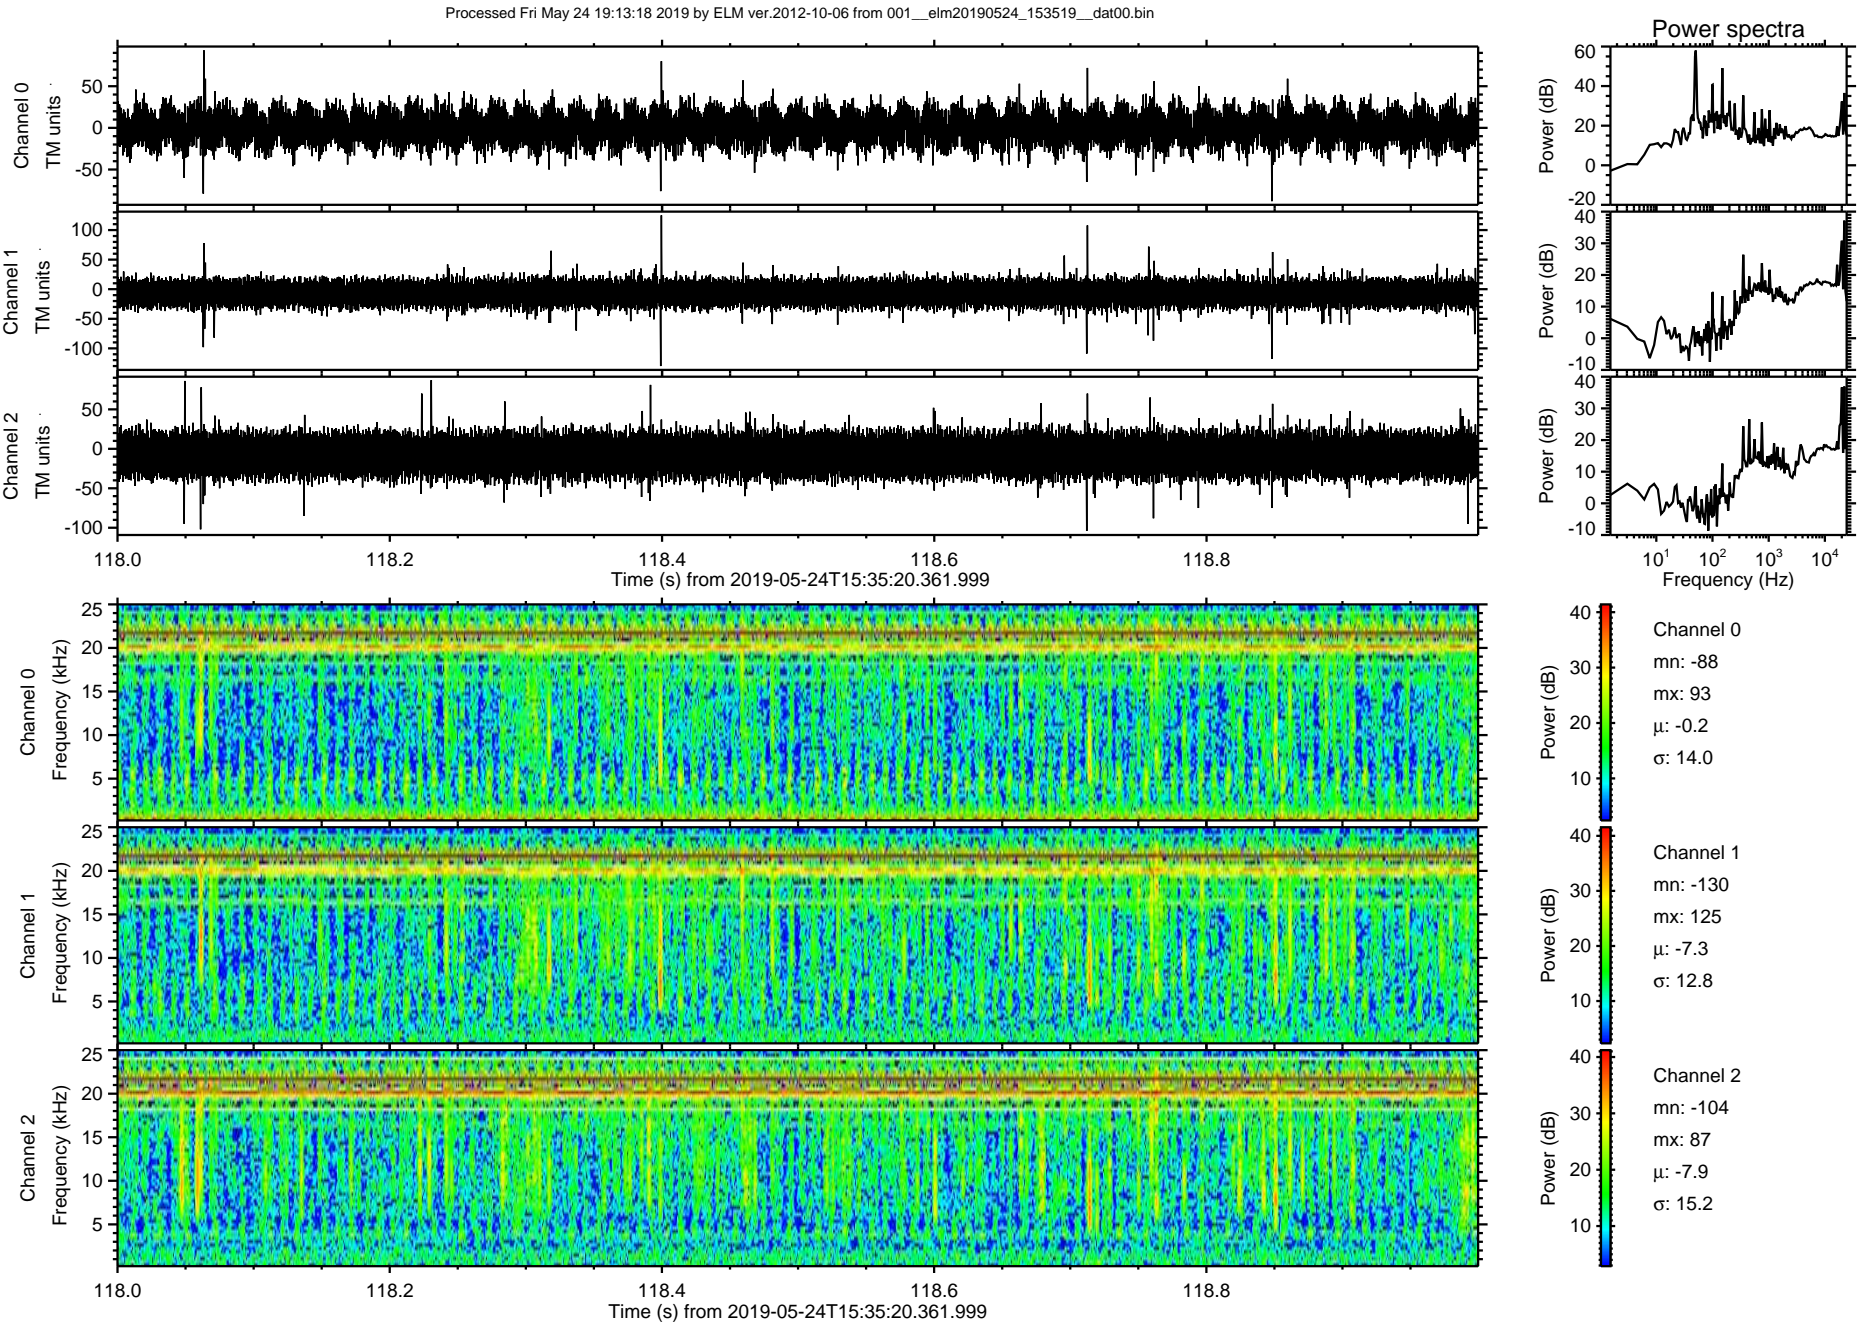 Processed Fri May 24 19:13:18 2019 by ELM ver.2012-10-06 from 001__elm20190524_153519__dat00.bin
Power spectra
Channel 0
TM units
50
0
-50
Power (dB)
60
40
20
0
-20
Channel 1
TM units
100
50
0
-50
-100
Power (dB)
40
30
20
10
0
-10
Channel 2
TM units
50
0
-50
-100
Power (dB)
40
30
20
10
0
-10
118.0 118.2 118.4 118.6 118.8
Time (s) from 2019-05-24T15:35:20.361.999
10^1 10^2 10^3 10^4
Frequency (Hz)
Channel 0
Frequency (kHz)
25
20
15
10
5
Power (dB)
40
30
20
10
Channel 0
mn: -88
mx: 93
μ: -0.2
σ: 14.0
Channel 1
Frequency (kHz)
25
20
15
10
5
Power (dB)
40
30
20
10
Channel 1
mn: -130
mx: 125
μ: -7.3
σ: 12.8
Channel 2
Frequency (kHz)
25
20
15
10
5
Power (dB)
40
30
20
10
Channel 2
mn: -104
mx: 87
μ: -7.9
σ: 15.2
118.0 118.2 118.4 118.6 118.8
Time (s) from 2019-05-24T15:35:20.361.999